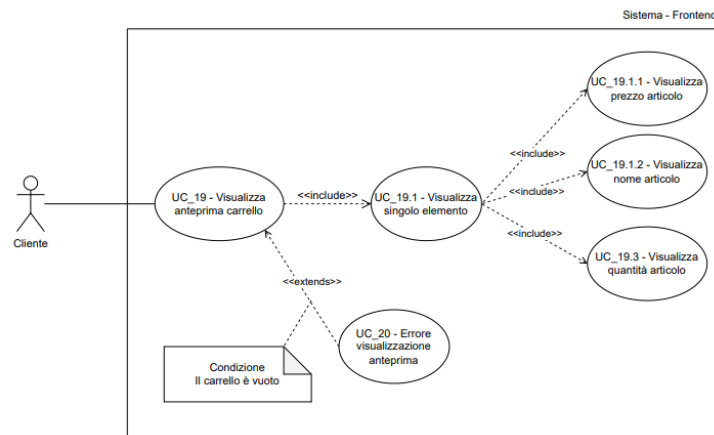 Sistema - Frontend
UC_19.1.1 - Visualizza
prezzo articolo
<<include>>
UC_19 - Visualizza
anteprima carrello
<<include>>
UC_19.1 - Visualizza
singolo elemento
<<include>>
UC_19.1.2 - Visualizza
nome articolo
Cliente
<<include>>
UC_19.3 - Visualizza
quantità articolo
<<extends>>
UC_20 - Errore
visualizzazione
anteprima
Condizione
Il carrello è vuoto